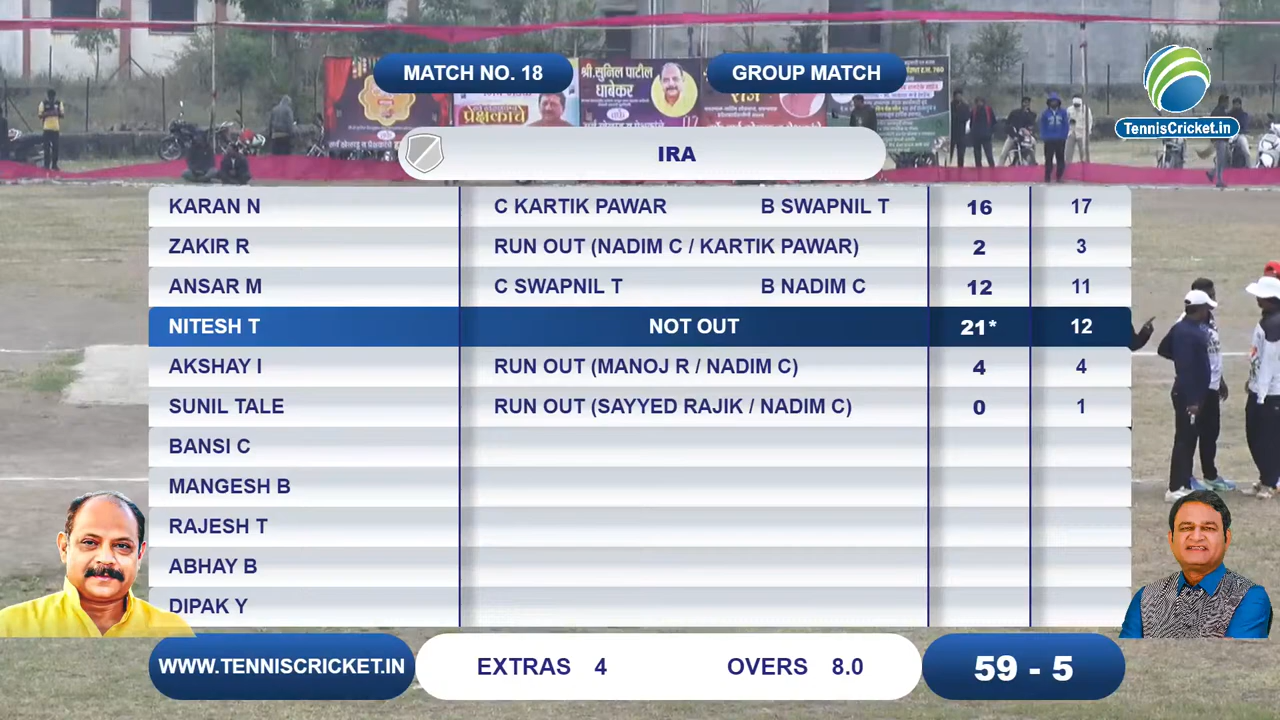 MATCH NO. 18
GROUP MATCH
TennisCricket.in
श्री.सुनिल पाटील
धाबेकर
प्रेक्षकांचे
IRA
KARAN N C KARTIK PAWAR B SWAPNIL T 16 17
ZAKIR R RUN OUT (NADIM C / KARTIK PAWAR) 2 3
ANSAR M C SWAPNIL T B NADIM C 12 11
NITESH T NOT OUT 21* 12
AKSHAY I RUN OUT (MANOJ R / NADIM C) 4 4
SUNIL TALE RUN OUT (SAYYED RAJIK / NADIM C) 0 1
BANSI C
MANGESH B
RAJESH T
ABHAY B
DIPAK Y
WWW.TENNISCRICKET.IN EXTRAS 4 OVERS 8.0 59 - 5